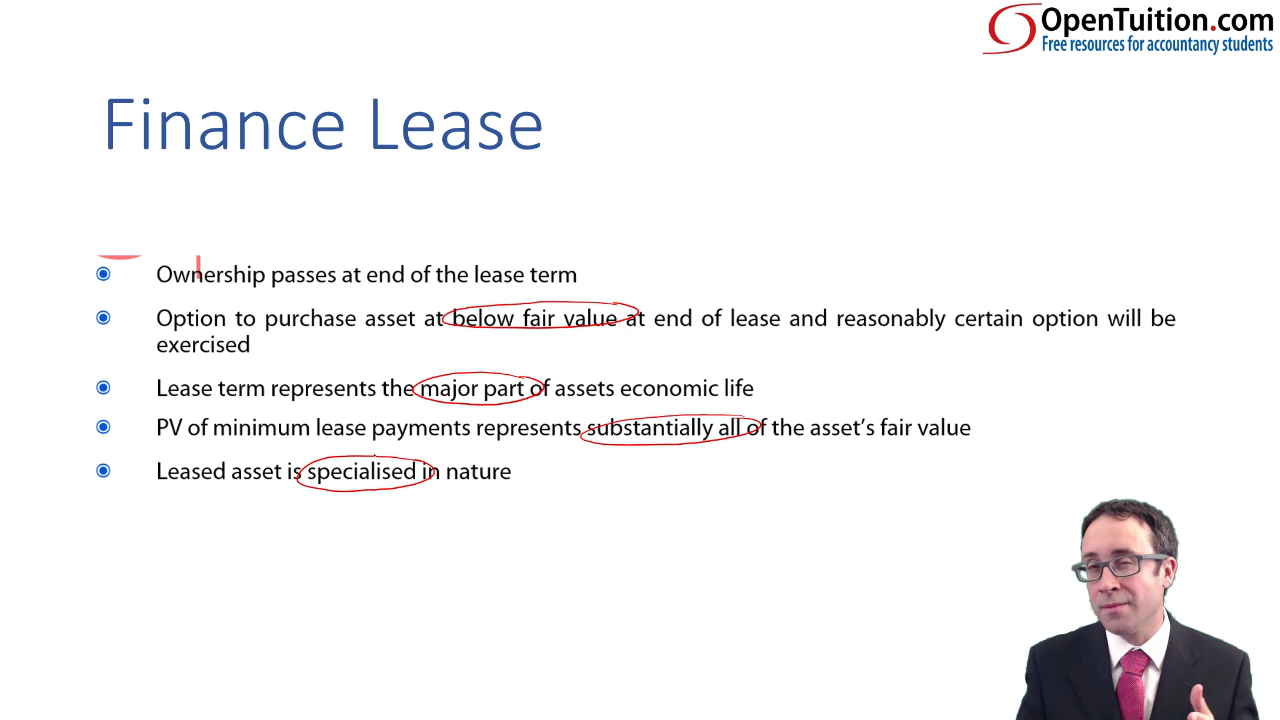 OpenTuition.com
Free resources for accountancy students
Finance Lease
Ownership passes at end of the lease term
Option to purchase asset at below fair value at end of lease and reasonably certain option will be
exercised
Lease term represents the major part of assets economic life
PV of minimum lease payments represents substantially all of the asset's fair value
Leased asset is specialised in nature